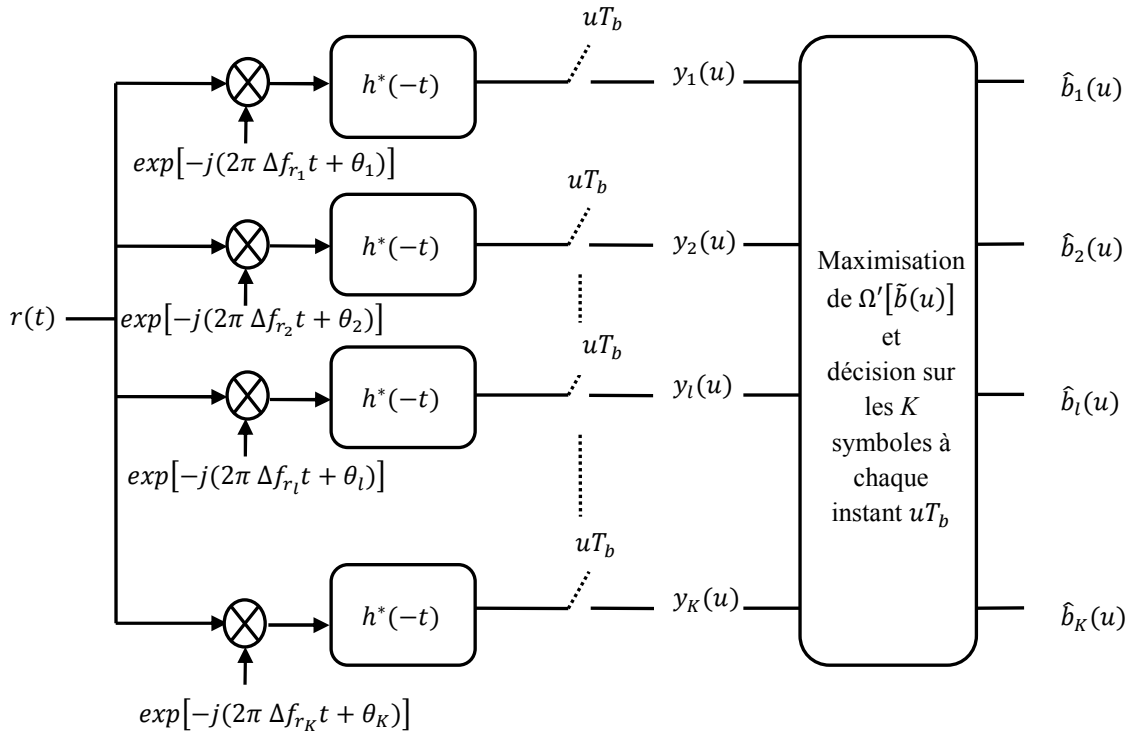 uT_b
h^*(−t)
y_1(u)
b̂_1(u)
exp[−j(2π Δf_{r_1}t + θ_1)]
uT_b
h^*(−t)
y_2(u)
b̂_2(u)
r(t)
exp[−j(2π Δf_{r_2}t + θ_2)]
uT_b
h^*(−t)
y_l(u)
b̂_l(u)
exp[−j(2π Δf_{r_l}t + θ_l)]
uT_b
h^*(−t)
y_K(u)
b̂_K(u)
exp[−j(2π Δf_{r_K}t + θ_K)]
Maximisation
de Ω′[b̃(u)]
et
décision sur
les K
symboles à
chaque
instant uT_b